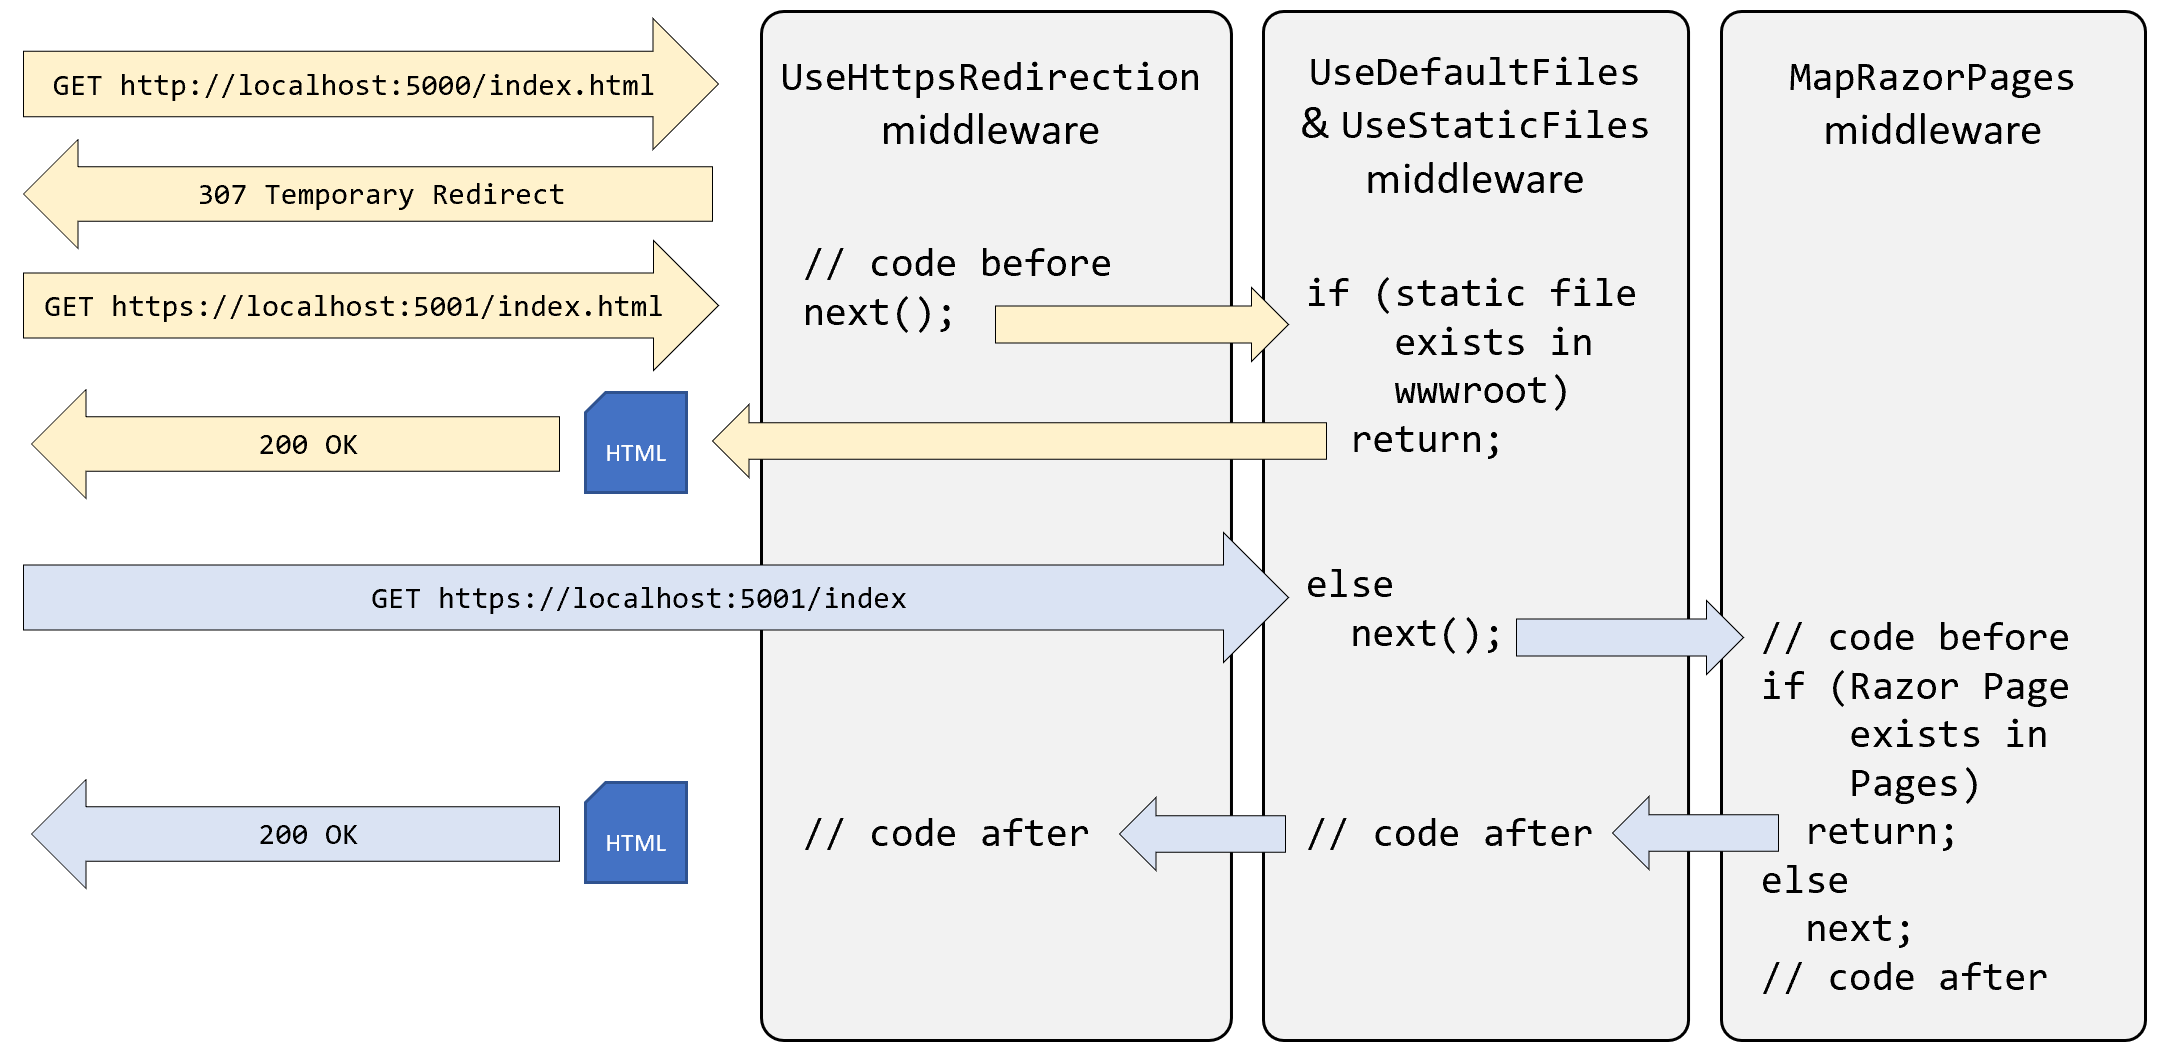 GET http://localhost:5000/index.html
307 Temporary Redirect
GET https://localhost:5001/index.html
200 OK
HTML
GET https://localhost:5001/index
200 OK
HTML
UseHttpsRedirection
middleware
// code before
next();
// code after
UseDefaultFiles
& UseStaticFiles
middleware
if (static file
exists in
wwwroot)
return;
else
next();
// code after
MapRazorPages
middleware
// code before
if (Razor Page
exists in
Pages)
return;
else
next;
// code after